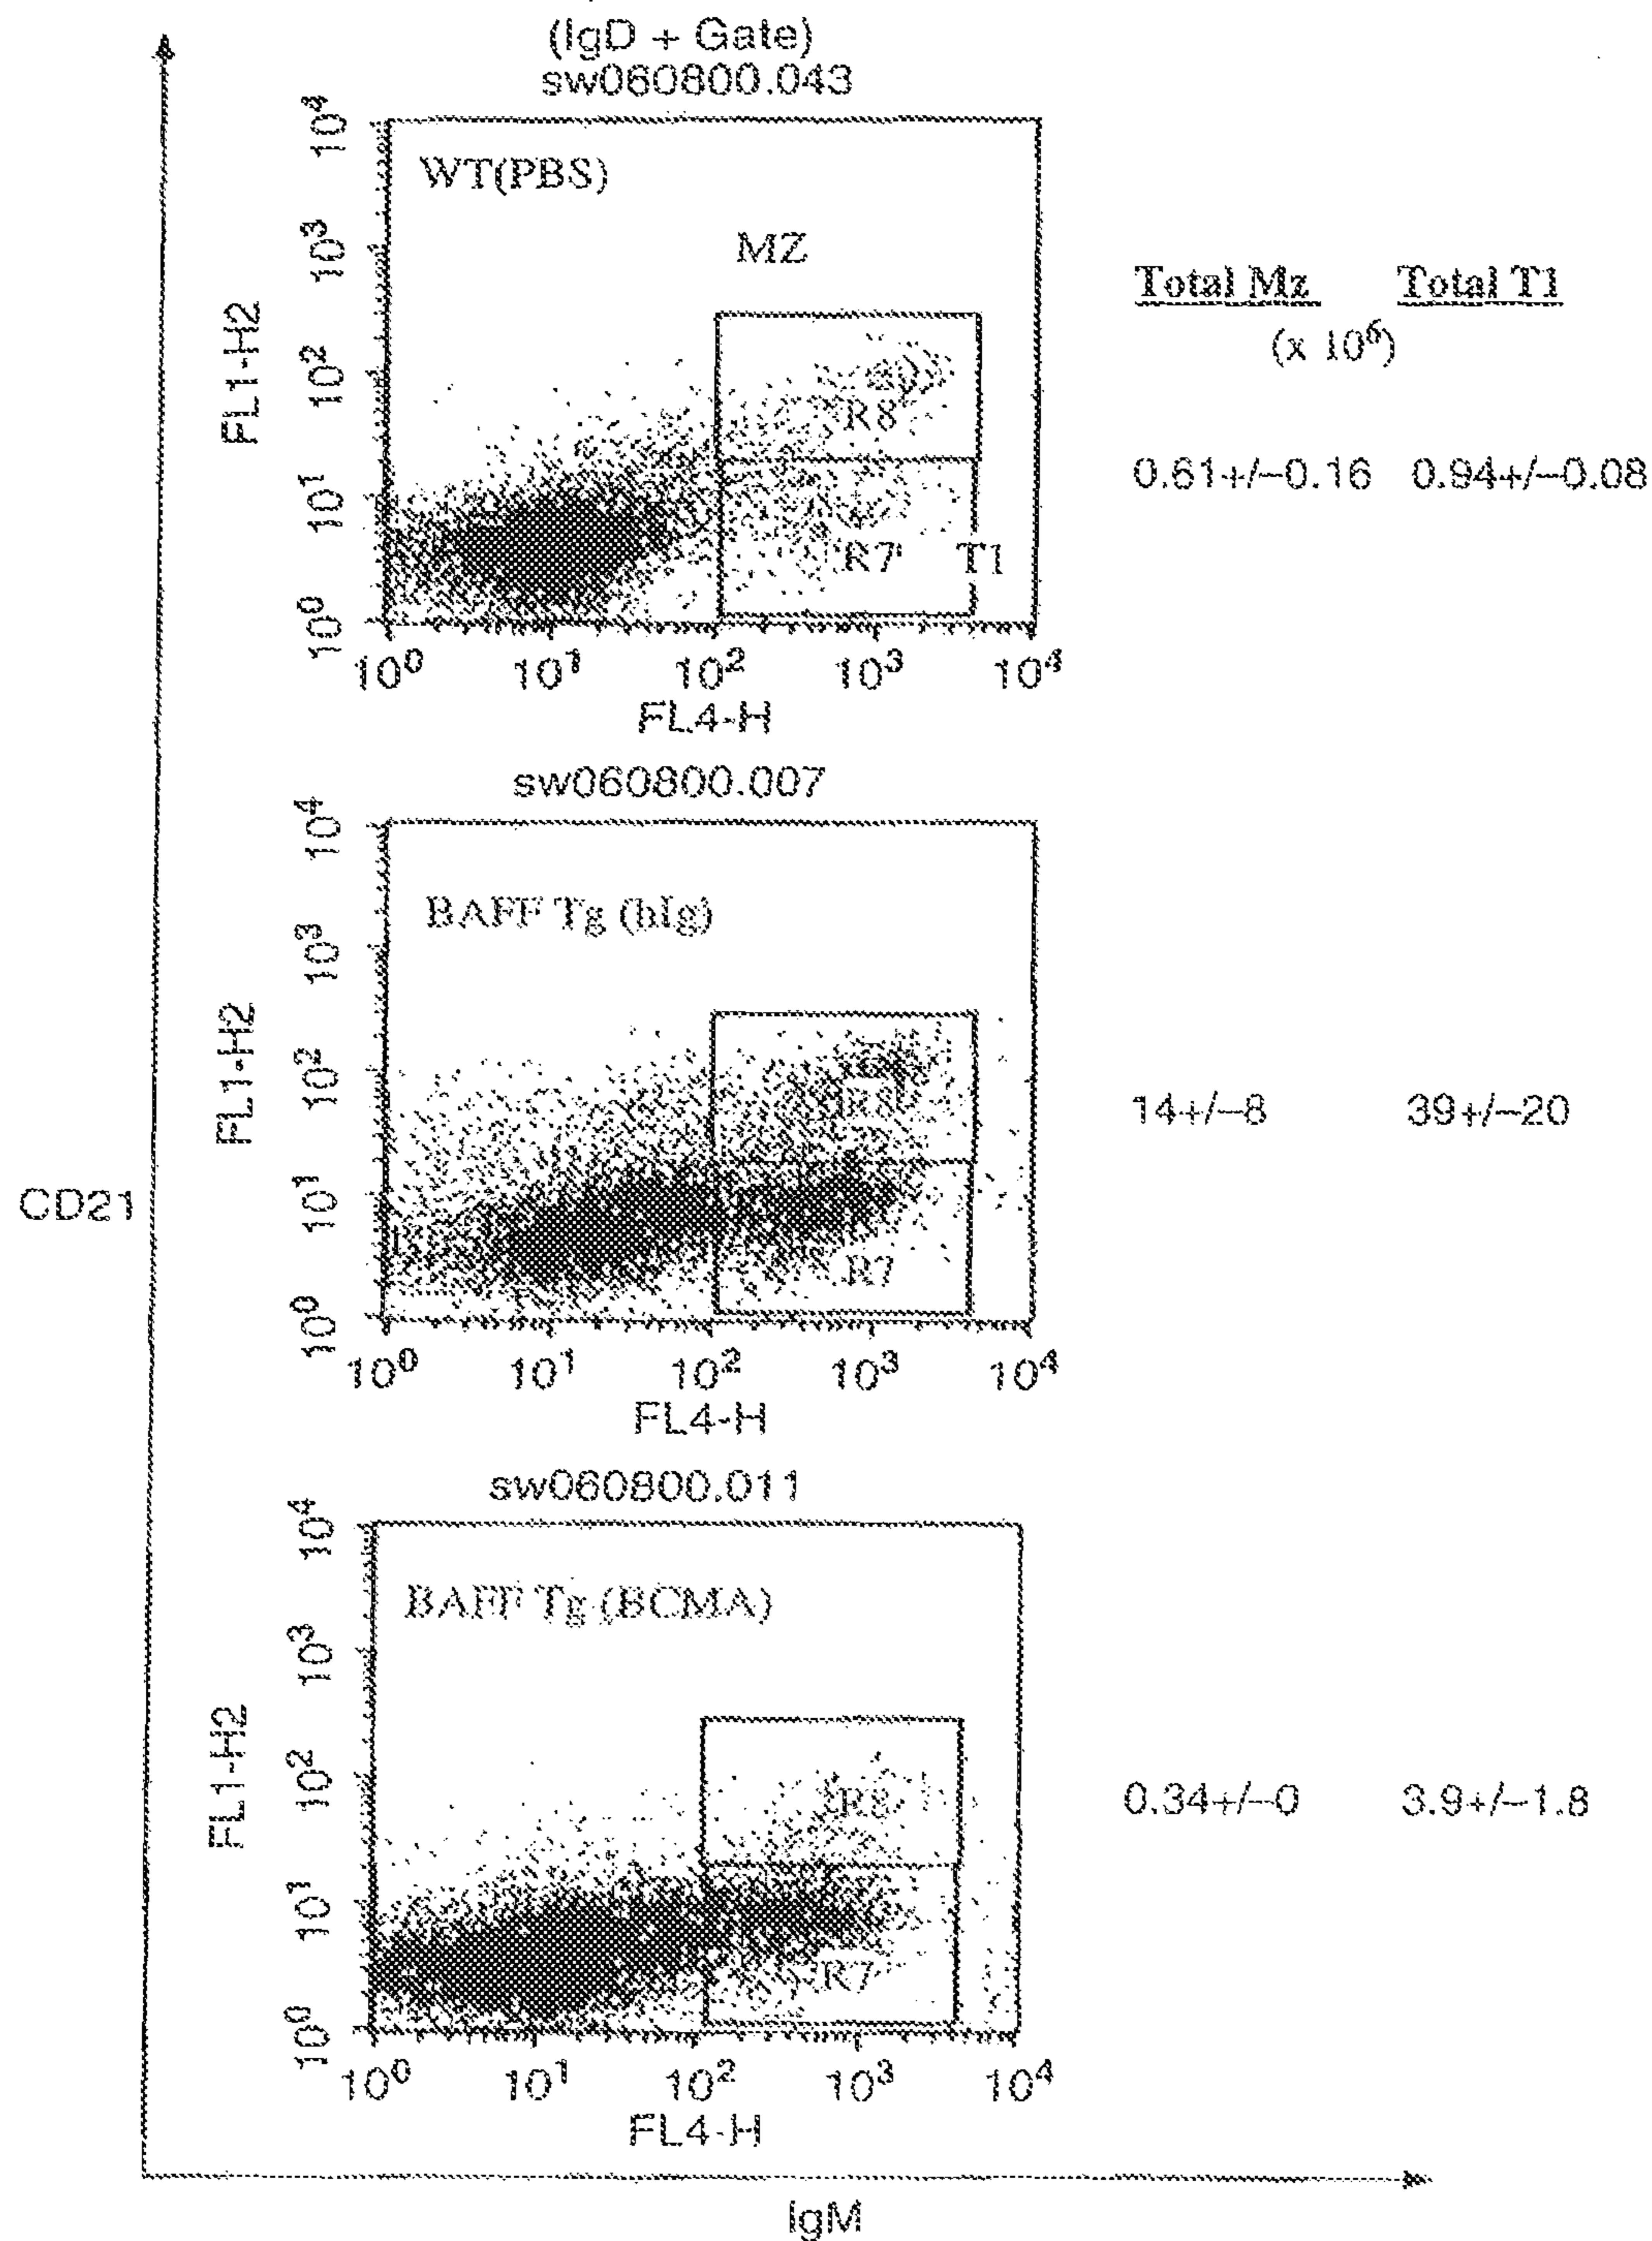 (IgD + Gate)
sw060800.043
WT(PBS)
MZ
R8
R7
T1
FL1-H2
10⁴
10³
10²
10¹
10⁰
10⁰ 10¹ 10² 10³ 10⁴
FL4-H
Total Mz Total T1
(x 10⁶)
0.61+/−0.16 0.94+/−0.08
sw060800.007
BAFF Tg (hIg)
R8
R7
FL1-H2
10⁴
10³
10²
10¹
10⁰
10⁰ 10¹ 10² 10³ 10⁴
FL4-H
14+/−8 39+/−20
CD21
sw060800.011
BAFF Tg (BCMA)
R8
R7
FL1-H2
10⁴
10³
10²
10¹
10⁰
10⁰ 10¹ 10² 10³ 10⁴
FL4-H
0.34+/−0 3.9+/−1.8
IgM